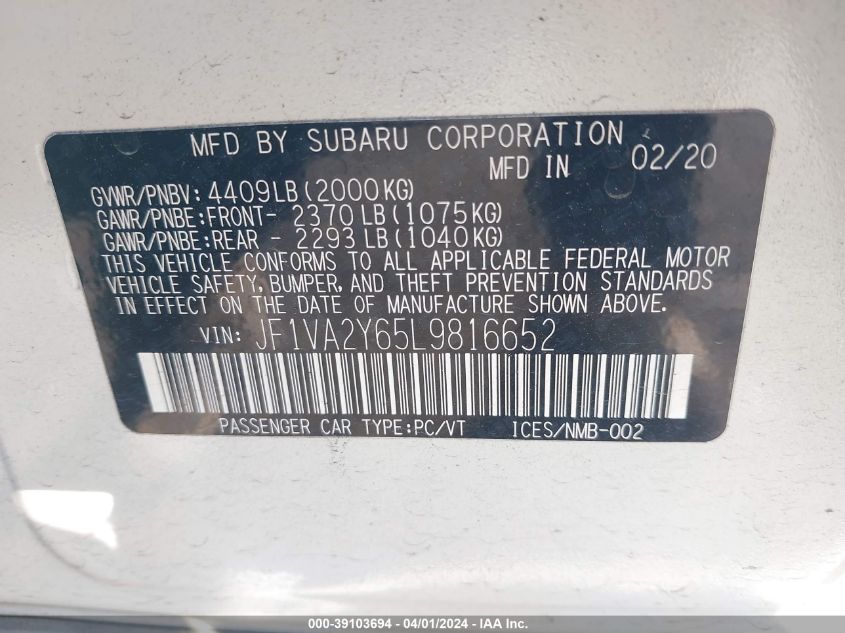 MFD BY SUBARU CORPORATION
MFD IN 02/20
GVWR/PNBV: 4409LB(2000KG)
GAWR/PNBE:FRONT- 2370LB(1075KG)
GAWR/PNBE:REAR - 2293LB(1040KG)
THIS VEHICLE CONFORMS TO ALL APPLICABLE FEDERAL MOTOR
VEHICLE SAFETY, BUMPER, AND THEFT PREVENTION STANDARDS
IN EFFECT ON THE DATE OF MANUFACTURE SHOWN ABOVE.
VIN: JF1VA2Y65L9816652
PASSENGER CAR TYPE:PC/VT ICES/NMB-002
000-39103694 - 04/01/2024 - IAA Inc.